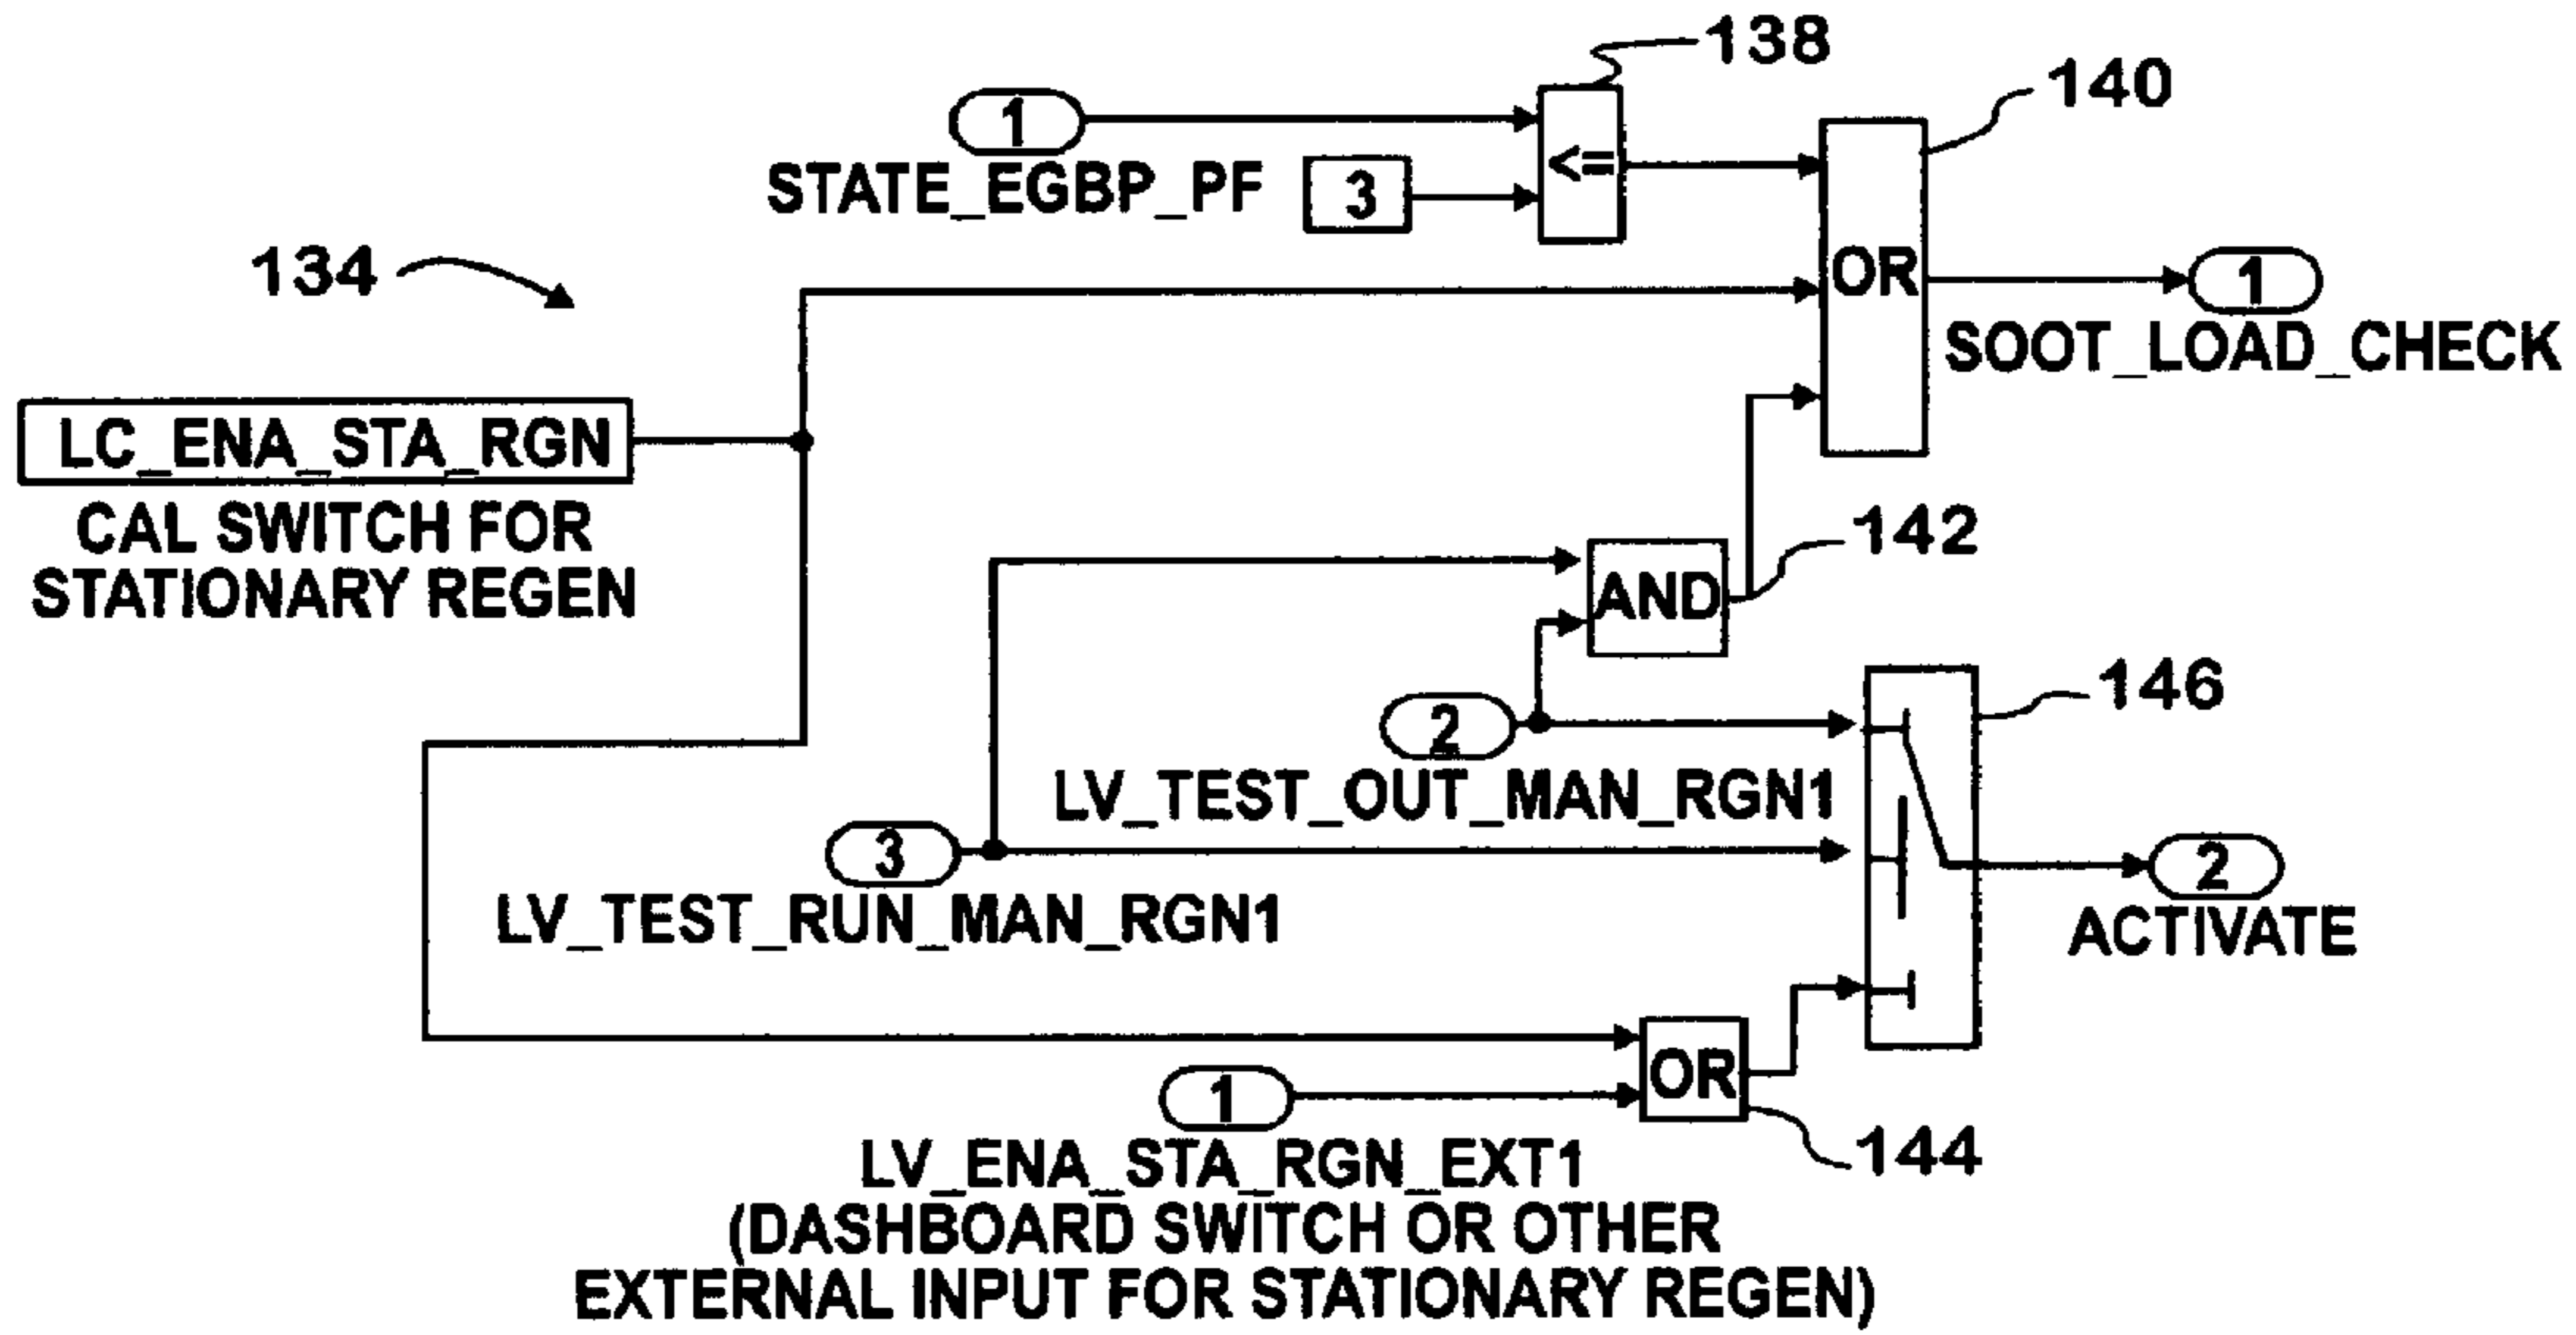 138
140
1
STATE_EGBP_PF
3
<=
OR
1
SOOT_LOAD_CHECK
134
LC_ENA_STA_RGN
CAL SWITCH FOR
STATIONARY REGEN
142
AND
146
2
LV_TEST_OUT_MAN_RGN1
3
LV_TEST_RUN_MAN_RGN1
2
ACTIVATE
OR
1
144
LV_ENA_STA_RGN_EXT1
(DASHBOARD SWITCH OR OTHER
EXTERNAL INPUT FOR STATIONARY REGEN)